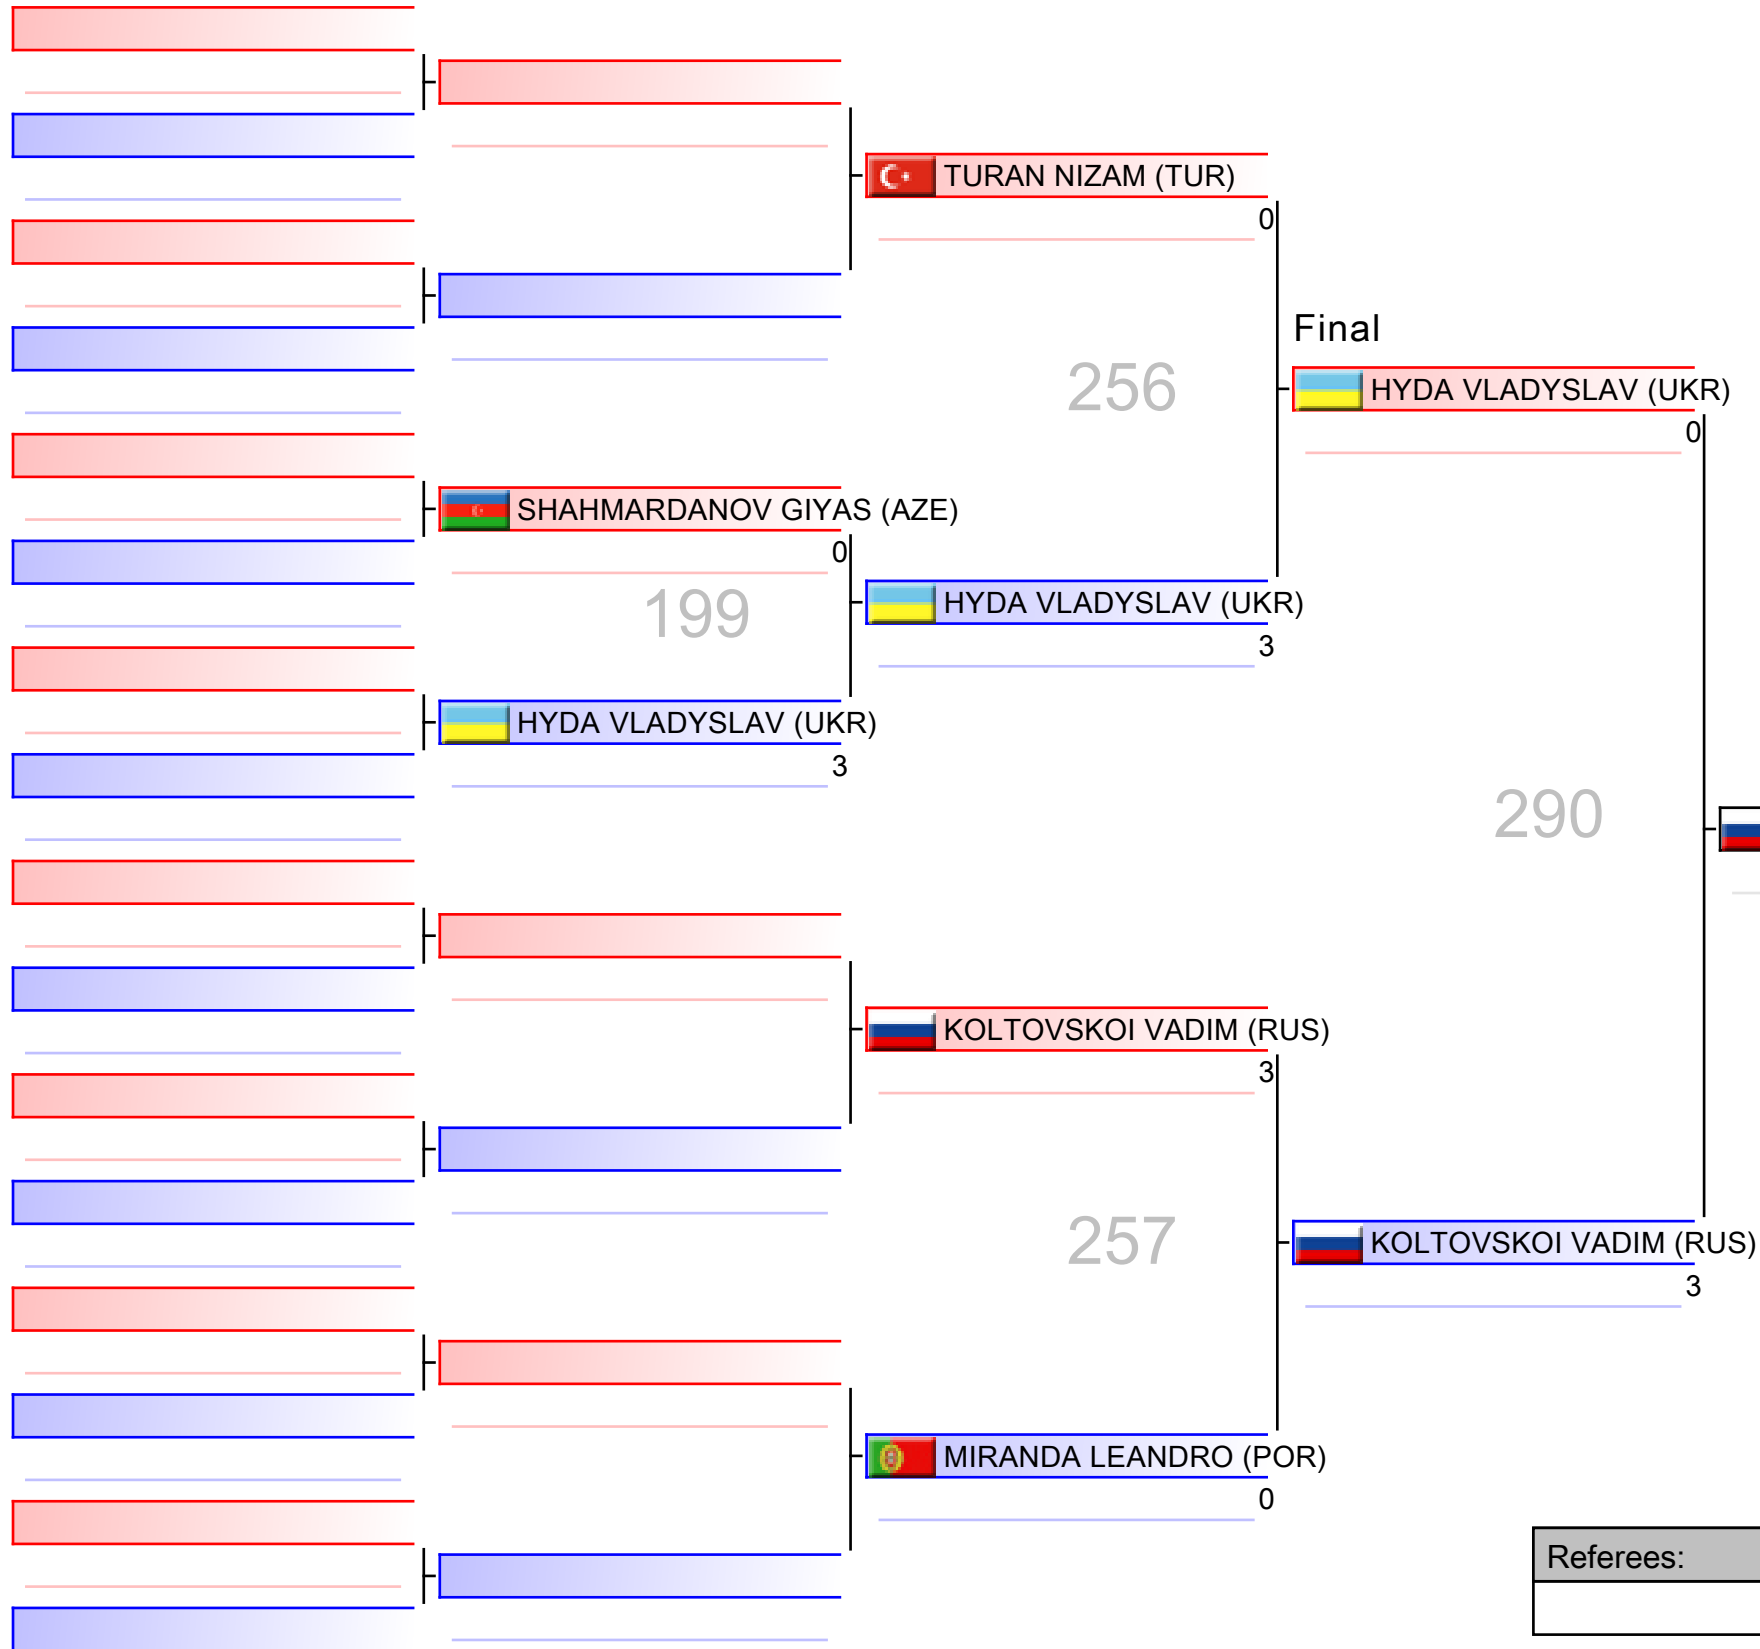 TURAN NIZAM (TUR)
0
Final
256
HYDA VLADYSLAV (UKR)
0
SHAHMARDANOV GIYAS (AZE)
0
199
HYDA VLADYSLAV (UKR)
3
HYDA VLADYSLAV (UKR)
3
290
KOLTOVSKOI VADIM (RUS)
3
257
KOLTOVSKOI VADIM (RUS)
3
MIRANDA LEANDRO (POR)
0
Referees: